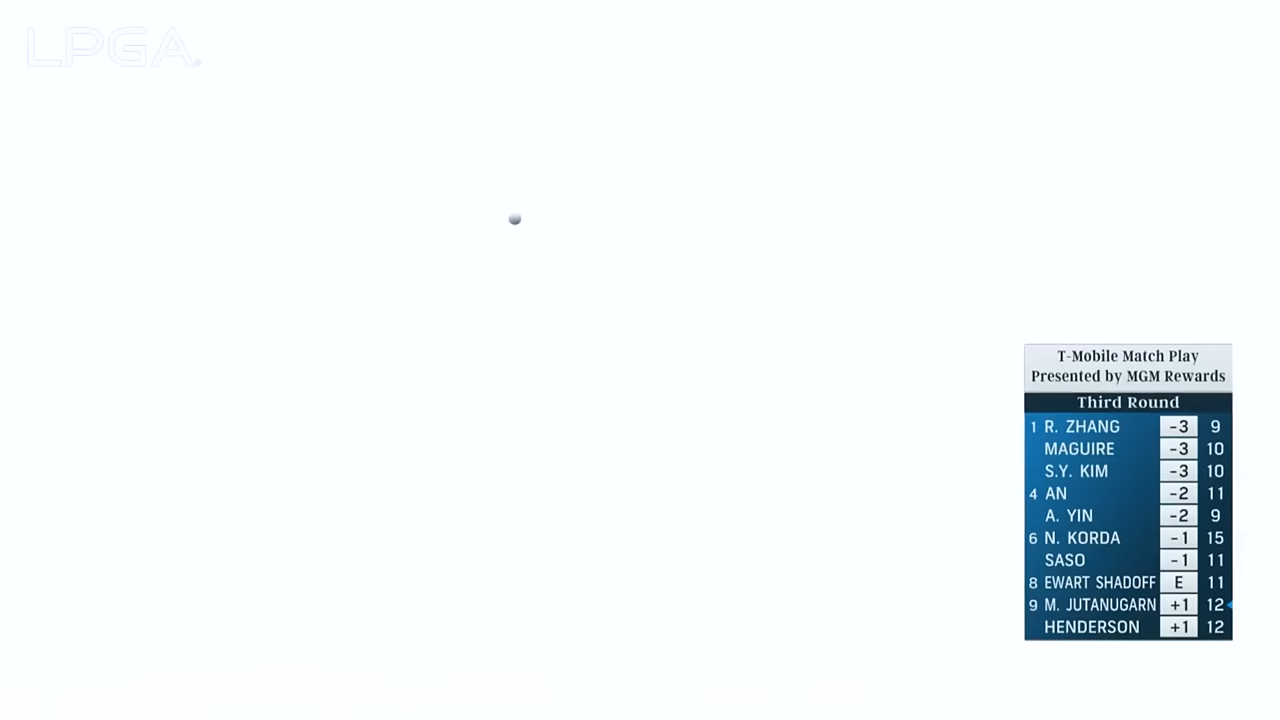 LPGA
T-Mobile Match Play
Presented by MGM Rewards
Third Round
1 R. ZHANG -3 9
MAGUIRE -3 10
S.Y. KIM -3 10
4 AN -2 11
A. YIN -2 9
6 N. KORDA -1 15
SASO -1 11
8 EWART SHADOFF E 11
9 M. JUTANUGARN +1 12
HENDERSON +1 12